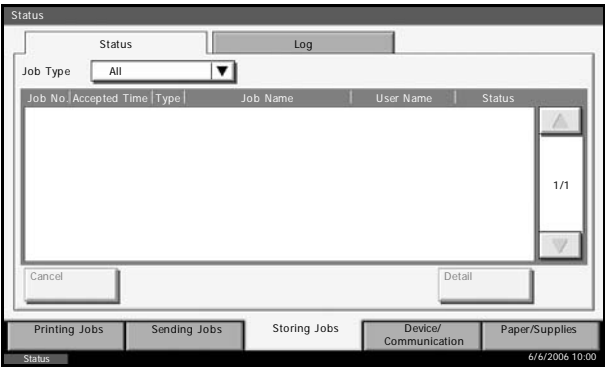 Status
Status Log
Job Type All
Job No. Accepted Time Type Job Name User Name Status
1/1
Cancel Detail
Printing Jobs Sending Jobs Storing Jobs Device/ Communication Paper/Supplies
Status 6/6/2006 10:00